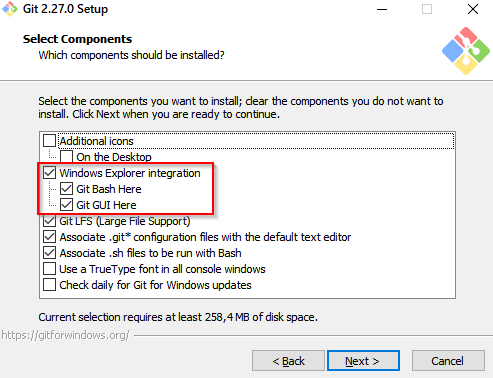 Git 2.27.0 Setup
Select Components
Which components should be installed?
Select the components you want to install; clear the components you do not want to
install. Click Next when you are ready to continue.
Additional icons
On the Desktop
Windows Explorer integration
Git Bash Here
Git GUI Here
Git LFS (Large File Support)
Associate .git* configuration files with the default text editor
Associate .sh files to be run with Bash
Use a TrueType font in all console windows
Check daily for Git for Windows updates
Current selection requires at least 258,4 MB of disk space.
https://gitforwindows.org/
< Back
Next >
Cancel